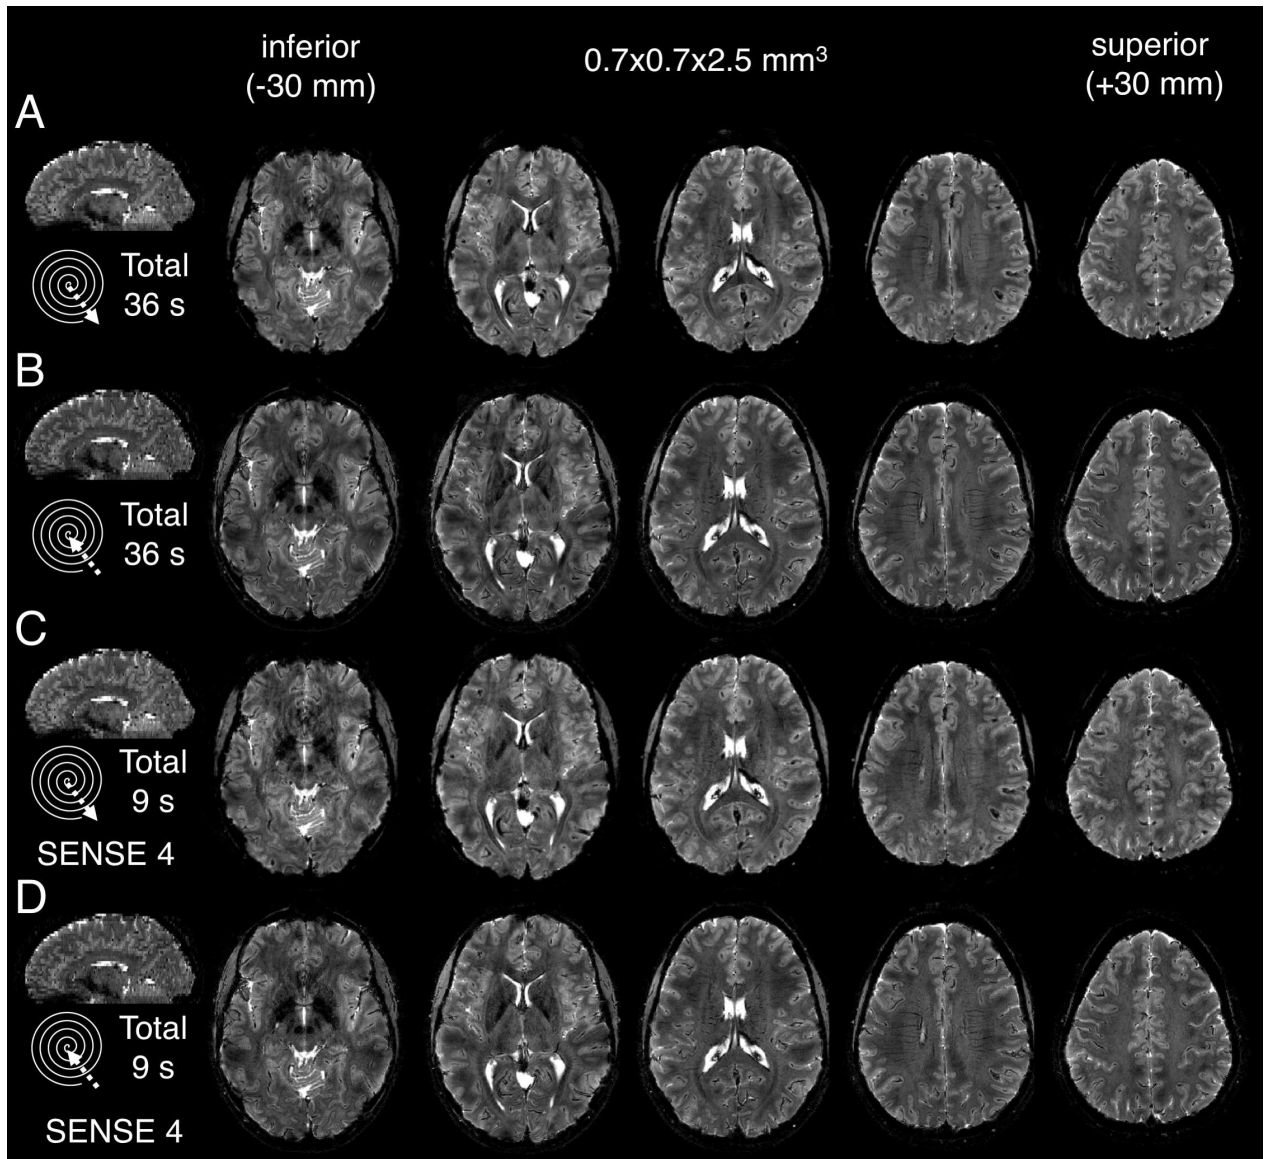 inferior
(-30 mm)
0.7x0.7x2.5 mm³
superior
(+30 mm)
A
Total
36 s
B
Total
36 s
C
Total
9 s
SENSE 4
D
Total
9 s
SENSE 4